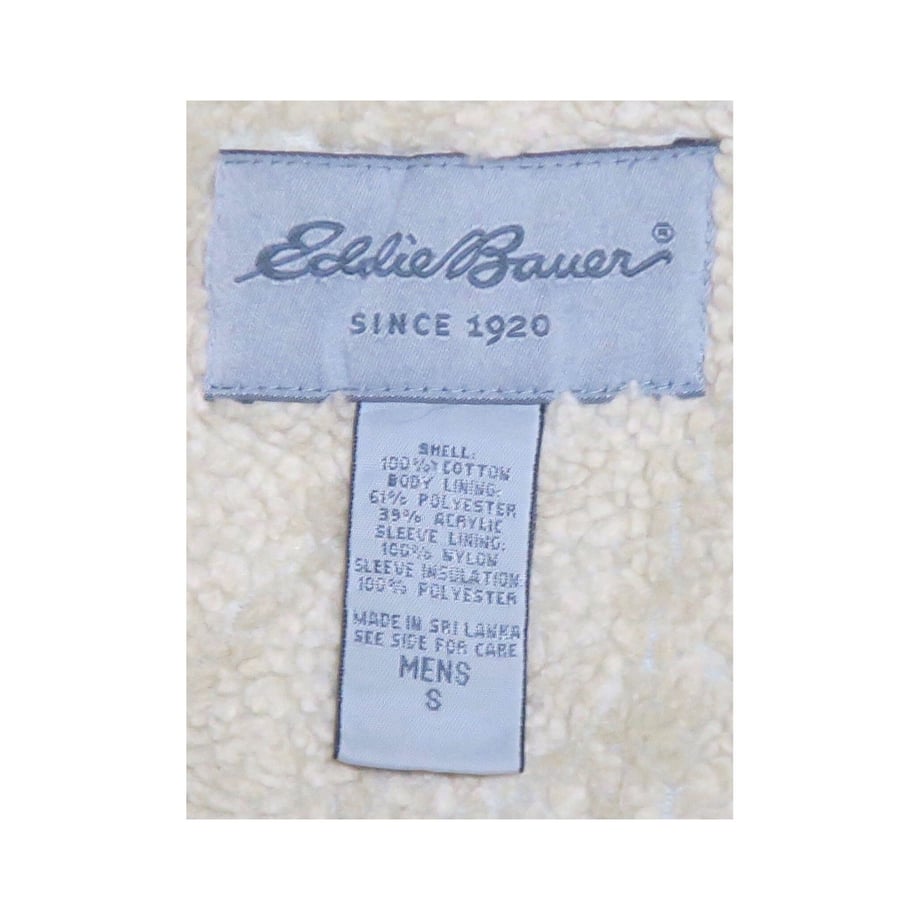 Eddie Bauer®
SINCE 1920
SHELL:
100% COTTON
BODY LINING:
61% POLYESTER
39% ACRYLIC
SLEEVE LINING:
100% NYLON
SLEEVE INSULATION
100% POLYESTER
MADE IN SRI LANKA
SEE SIDE FOR CARE
MENS
S